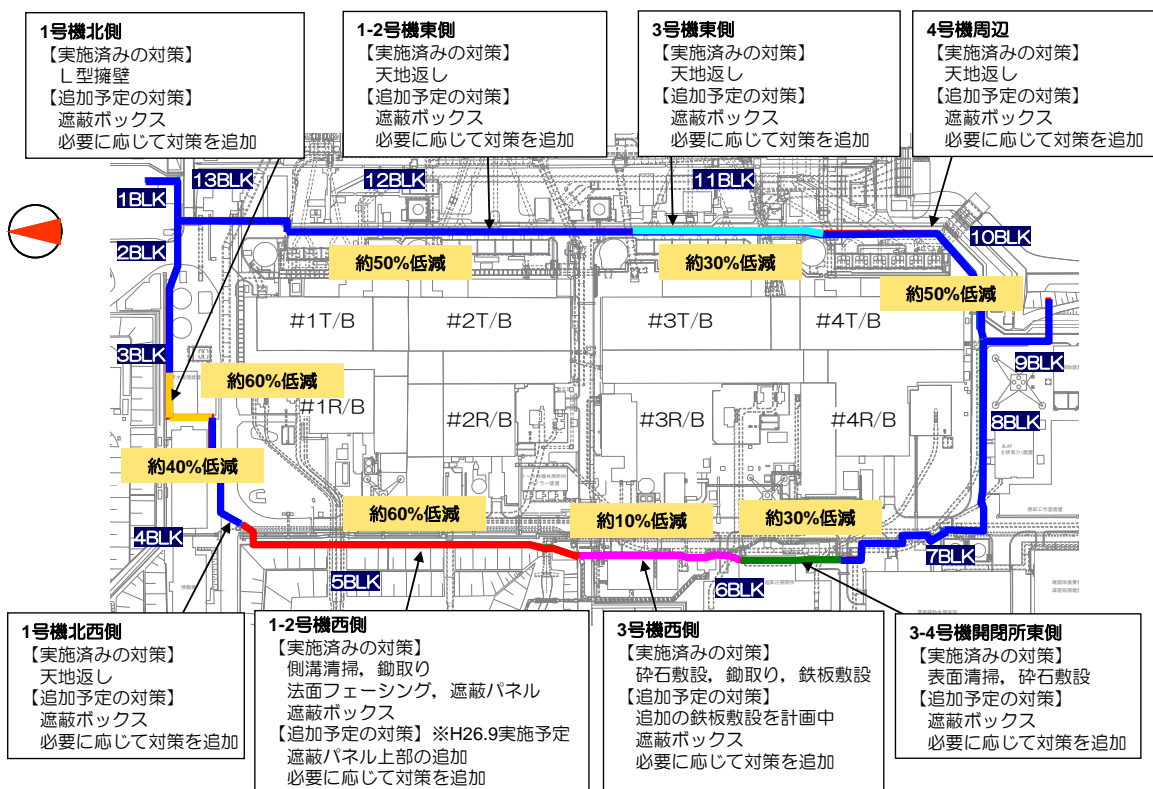 1号機北側
【実施済みの対策】
L型擁壁
【追加予定の対策】
遮蔽ボックス
必要に応じて対策を追加
1-2号機東側
【実施済みの対策】
天地返し
【追加予定の対策】
遮蔽ボックス
必要に応じて対策を追加
3号機東側
【実施済みの対策】
天地返し
【追加予定の対策】
遮蔽ボックス
必要に応じて対策を追加
4号機周辺
【実施済みの対策】
天地返し
【追加予定の対策】
遮蔽ボックス
必要に応じて対策を追加
1BLK
13BLK
12BLK
11BLK
10BLK
2BLK
約50%低減
約30%低減
約50%低減
#1T/B
#2T/B
#3T/B
#4T/B
3BLK
9BLK
約60%低減
#1R/B
#2R/B
#3R/B
#4R/B
8BLK
約40%低減
約60%低減
約10%低減
約30%低減
4BLK
5BLK
6BLK
7BLK
1号機北西側
【実施済みの対策】
天地返し
【追加予定の対策】
遮蔽ボックス
必要に応じて対策を追加
1-2号機西側
【実施済みの対策】
側溝清掃，鋤取り
法面フェーシング，遮蔽パネル
遮蔽ボックス
【追加予定の対策】※H26.9実施予定
遮蔽パネル上部の追加
必要に応じて対策を追加
3号機西側
【実施済みの対策】
砕石敷設，鋤取り，鉄板敷設
【追加予定の対策】
追加の鉄板敷設を計画中
遮蔽ボックス
必要に応じて対策を追加
3-4号機開閉所東側
【実施済みの対策】
表面清掃，砕石敷設
【追加予定の対策】
遮蔽ボックス
必要に応じて対策を追加